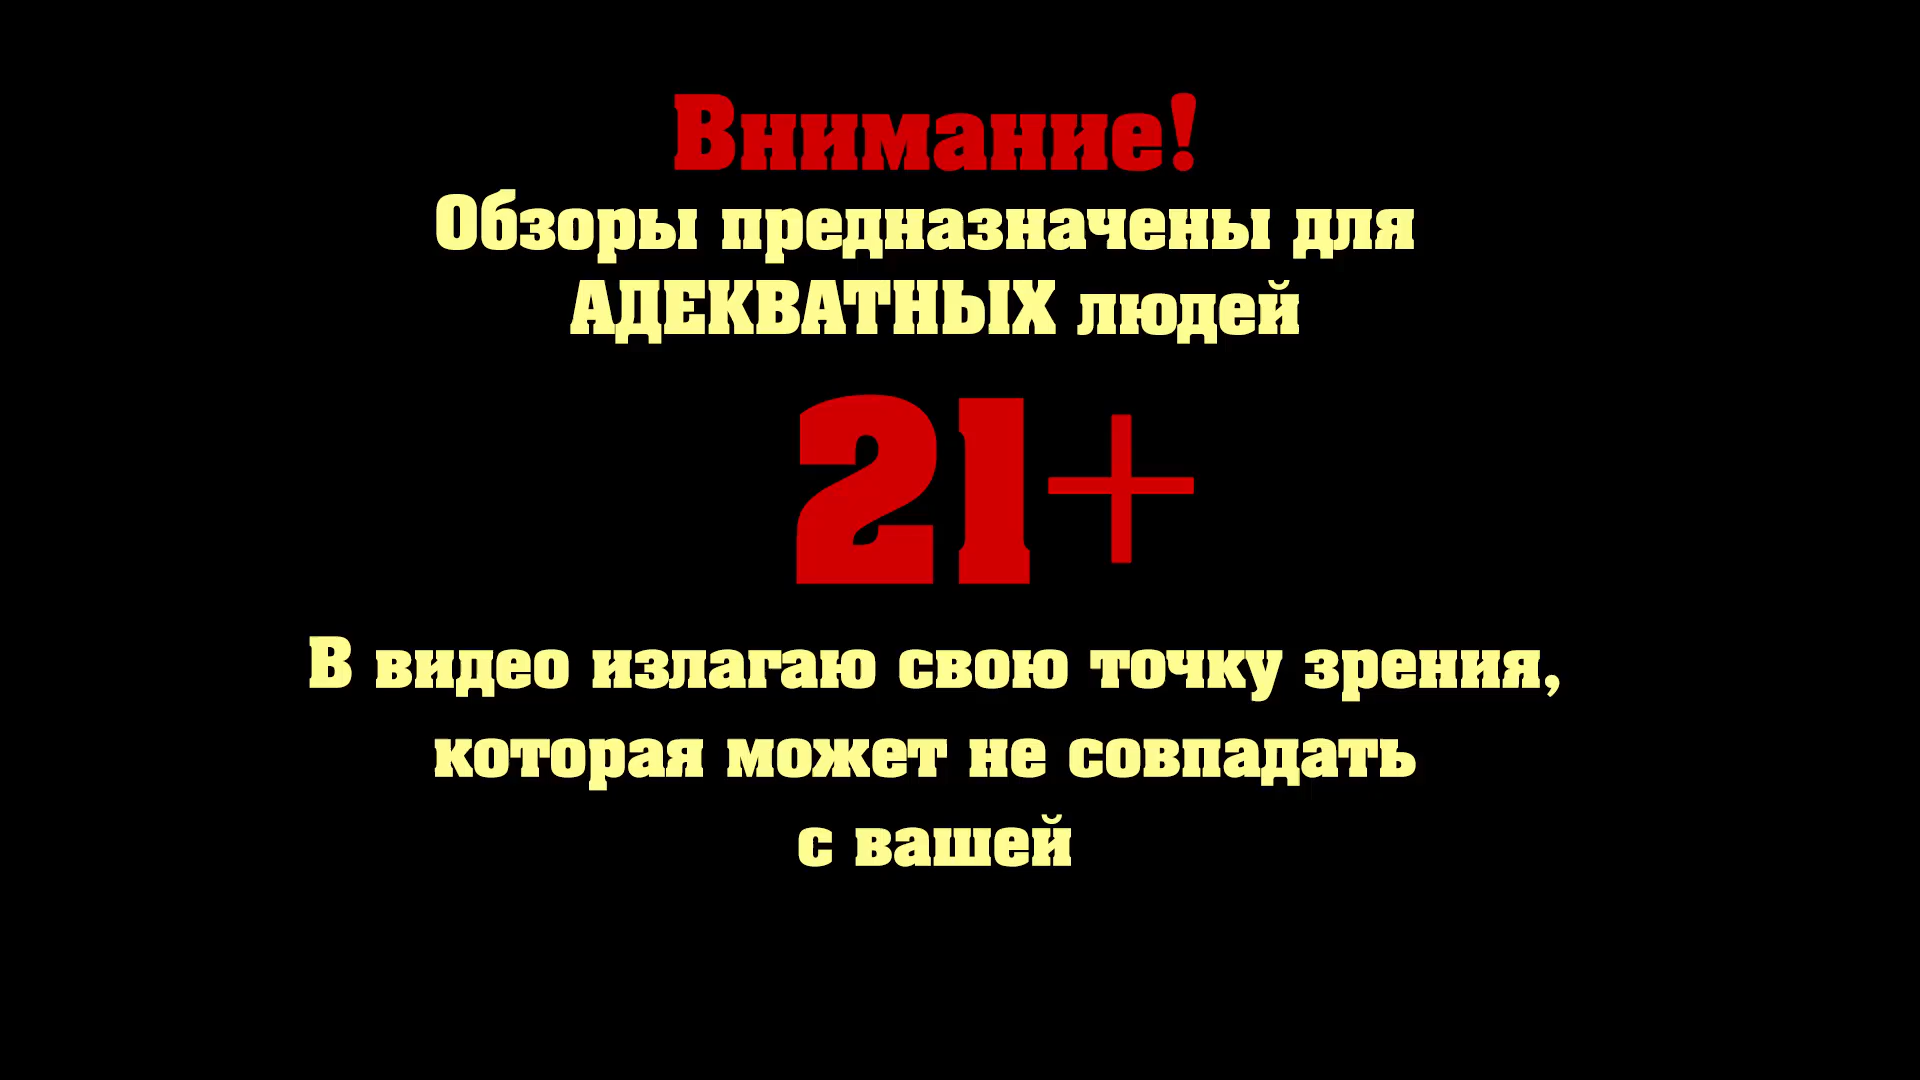 Внимание!
Обзоры предназначены для
АДЕКВАТНЫХ людей
21+
В видео излагаю свою точку зрения,
которая может не совпадать
с вашей